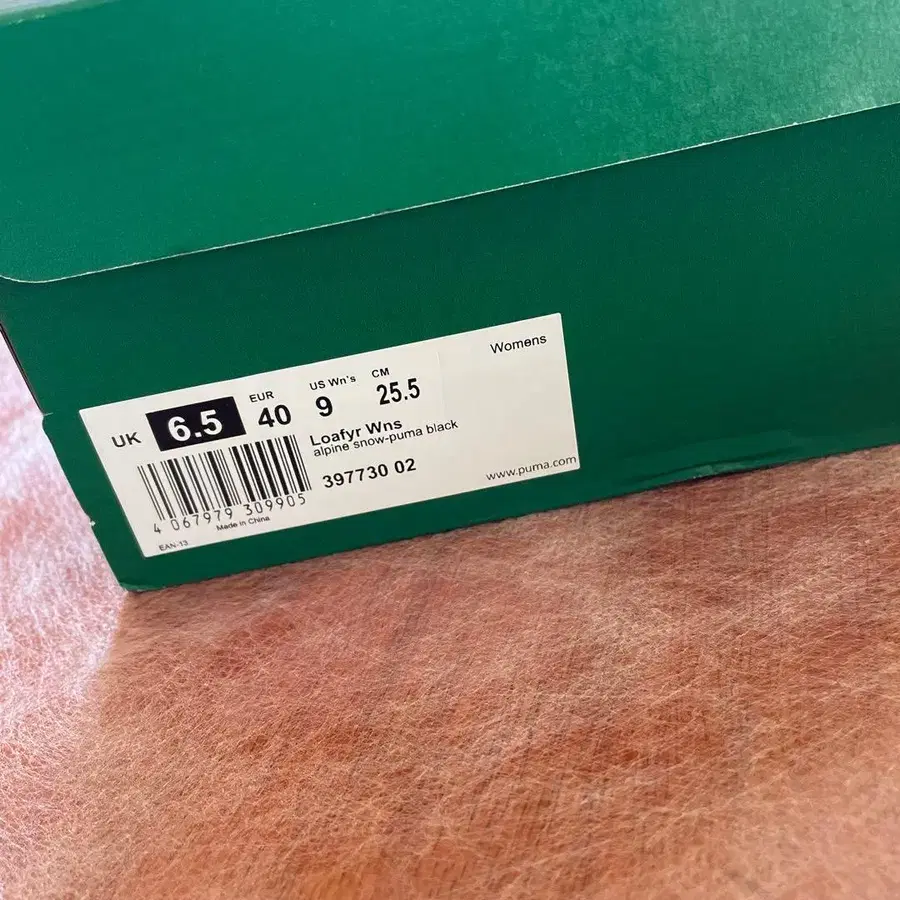 Womens
UK 6.5 EUR 40 US Wn's 9 CM 25.5
Loafyr Wns
alpine snow-puma black
397730 02
www.puma.com
4 067979 309905
Made in China
EAN-13